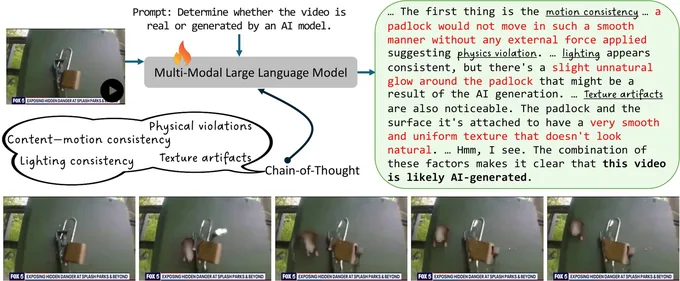 Prompt: Determine whether the video is
real or generated by an AI model.
FOX 5 EXPOSING HIDDEN DANGER AT SPLASH PARKS & BEYOND
Multi-Modal Large Language Model
Physical violations
Content–motion consistency
Lighting consistency
Texture artifacts
Chain-of-Thought
… The first thing is the motion consistency … a
padlock would not move in such a smooth
manner without any external force applied
suggesting physics violation. … lighting appears
consistent, but there's a slight unnatural
glow around the padlock that might be a
result of the AI generation. … Texture artifacts
are also noticeable. The padlock and the
surface it's attached to have a very smooth
and uniform texture that doesn't look
natural. … Hmm, I see. The combination of
these factors makes it clear that this video
is likely AI-generated.
FOX 5 EXPOSING HIDDEN DANGER AT SPLASH PARKS & BEYOND
FOX 5 EXPOSING HIDDEN DANGER AT SPLASH PARKS & BEYOND
FOX 5 EXPOSING HIDDEN DANGER AT SPLASH PARKS & BEYOND
FOX 5 EXPOSING HIDDEN DANGER AT SPLASH PARKS & BEYOND
FOX 5 EXPOSING HIDDEN DANGER AT SPLASH PARKS & BEYOND